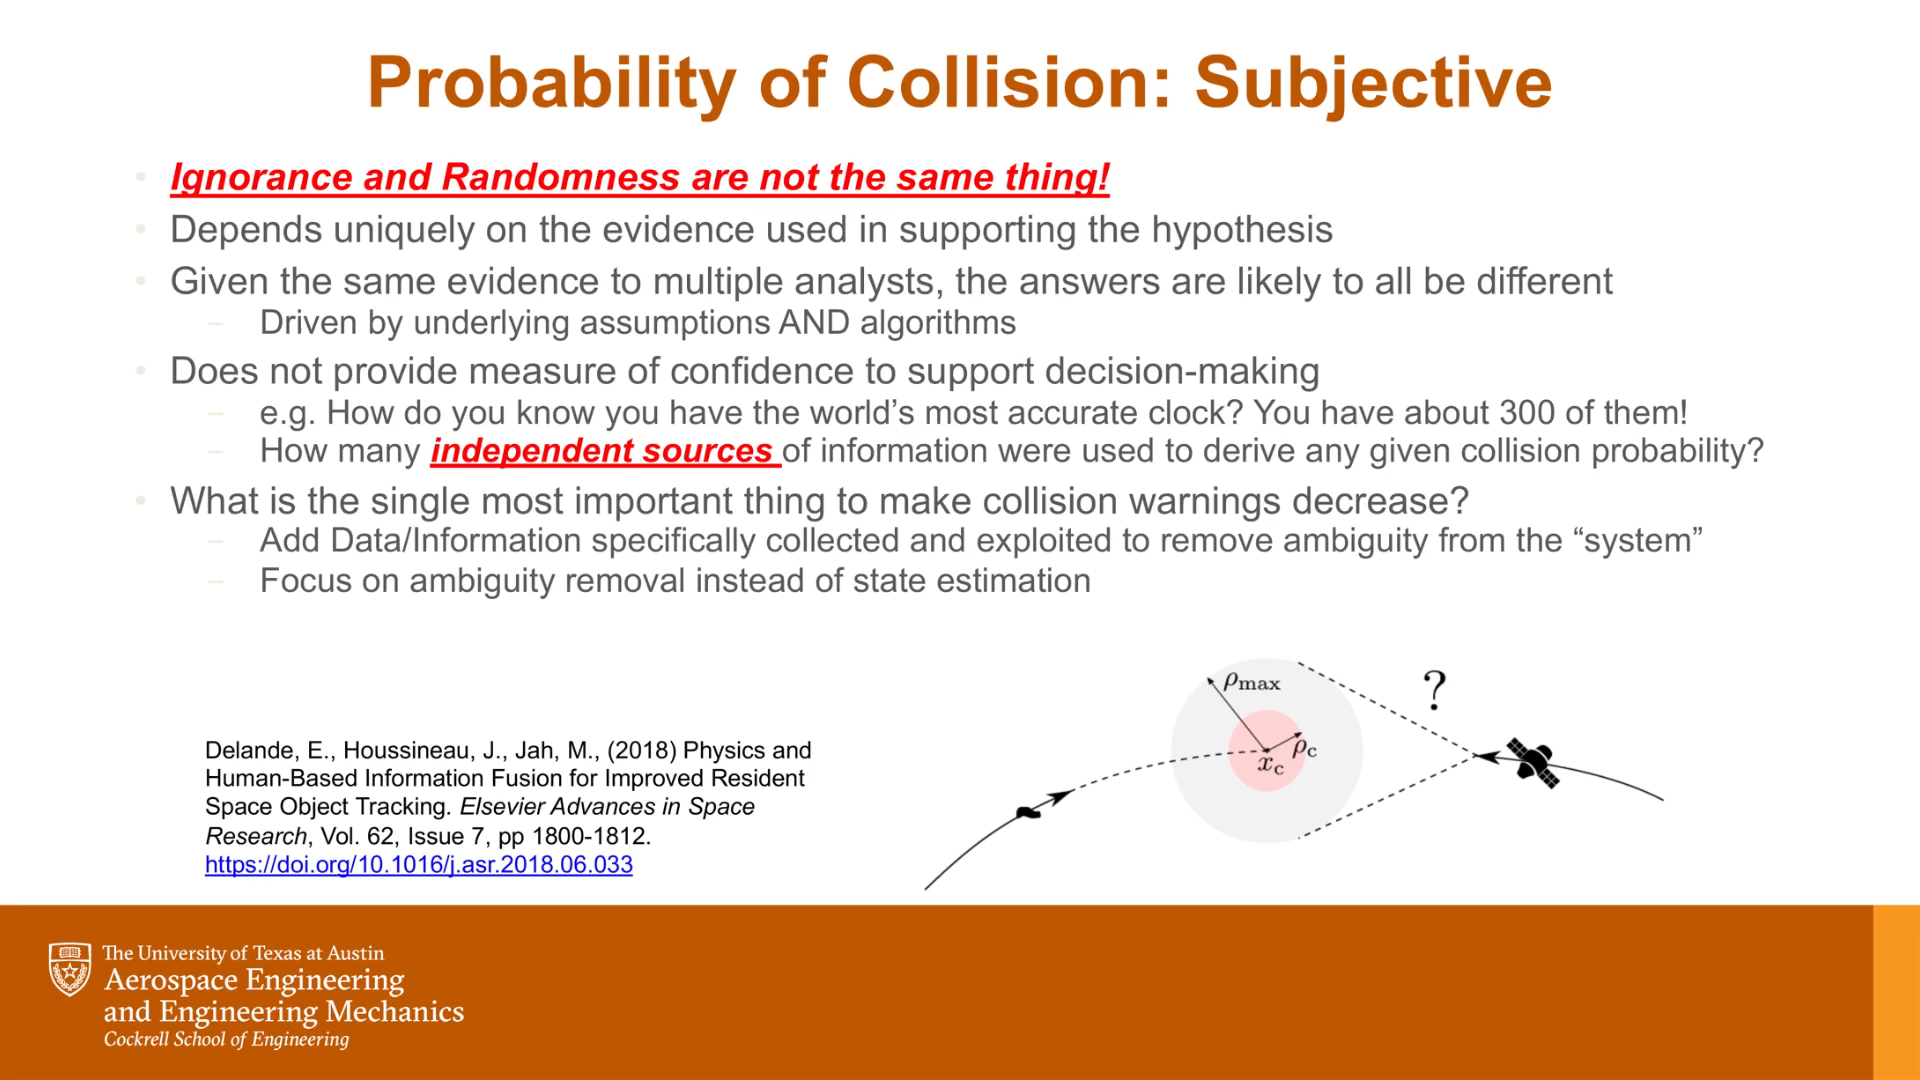 Probability of Collision: Subjective
• Ignorance and Randomness are not the same thing!
• Depends uniquely on the evidence used in supporting the hypothesis
• Given the same evidence to multiple analysts, the answers are likely to all be different
– Driven by underlying assumptions AND algorithms
• Does not provide measure of confidence to support decision-making
– e.g. How do you know you have the world’s most accurate clock? You have about 300 of them!
– How many independent sources of information were used to derive any given collision probability?
• What is the single most important thing to make collision warnings decrease?
– Add Data/Information specifically collected and exploited to remove ambiguity from the “system”
– Focus on ambiguity removal instead of state estimation
ρmax
?
ρc
xc
Delande, E., Houssineau, J., Jah, M., (2018) Physics and
Human-Based Information Fusion for Improved Resident
Space Object Tracking. Elsevier Advances in Space
Research, Vol. 62, Issue 7, pp 1800-1812.
https://doi.org/10.1016/j.asr.2018.06.033
The University of Texas at Austin
Aerospace Engineering
and Engineering Mechanics
Cockrell School of Engineering